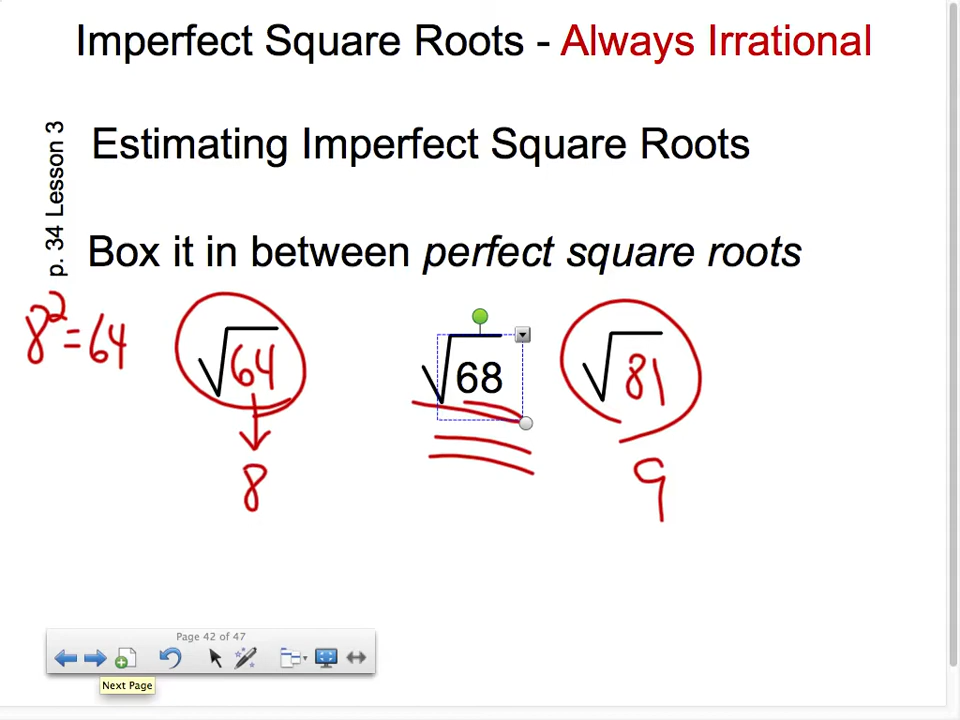 Imperfect Square Roots - Always Irrational
p. 34 Lesson 3
Estimating Imperfect Square Roots
Box it in between perfect square roots
8² = 64
√64
√68
√81
8
9
Page 42 of 47
Next Page